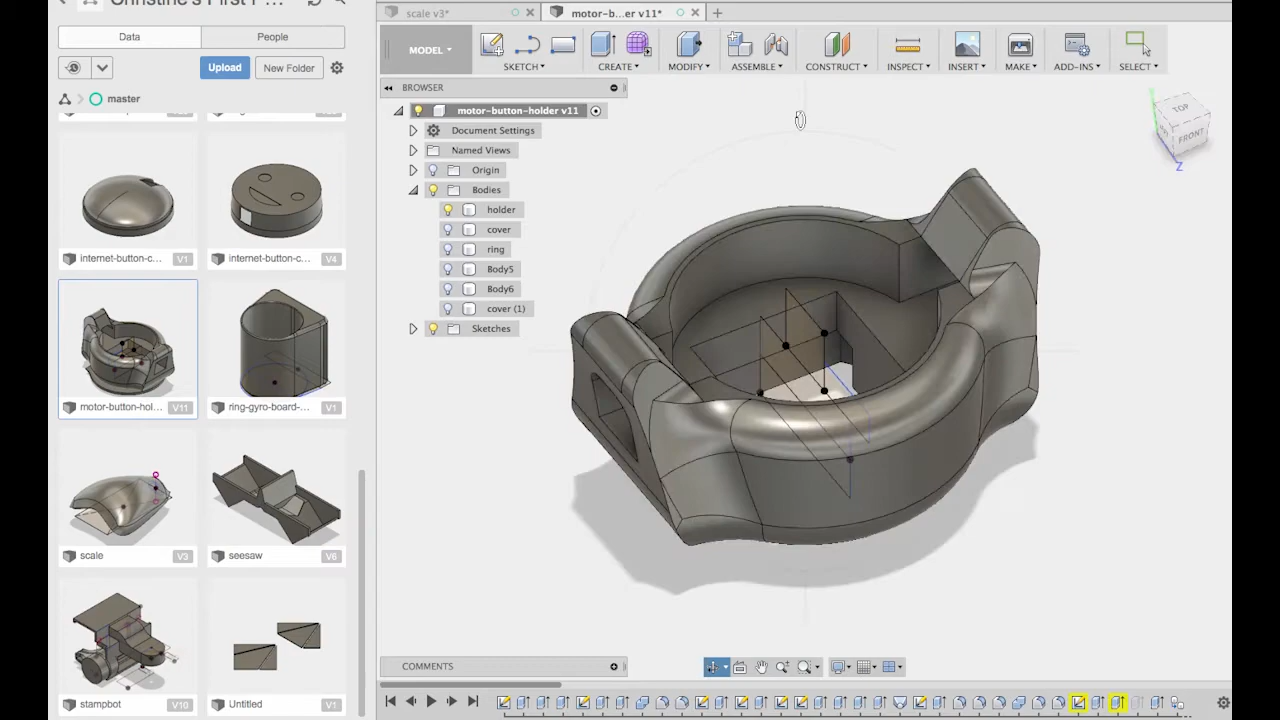 Christine's First P
scale v3*
motor-b...er v11*
Data
People
MODEL
SKETCH
CREATE
MODIFY
ASSEMBLE
CONSTRUCT
INSPECT
INSERT
MAKE
ADD-INS
SELECT
Upload
New Folder
BROWSER
master
motor-button-holder v11
Document Settings
Named Views
Origin
Bodies
holder
cover
ring
Body5
Body6
cover (1)
Sketches
TOP
FRONT
Z
internet-button-c...
V1
internet-button-c...
V4
motor-button-hol...
V11
ring-gyro-board-...
V1
scale
V3
seesaw
V6
stampbot
V10
Untitled
V1
COMMENTS